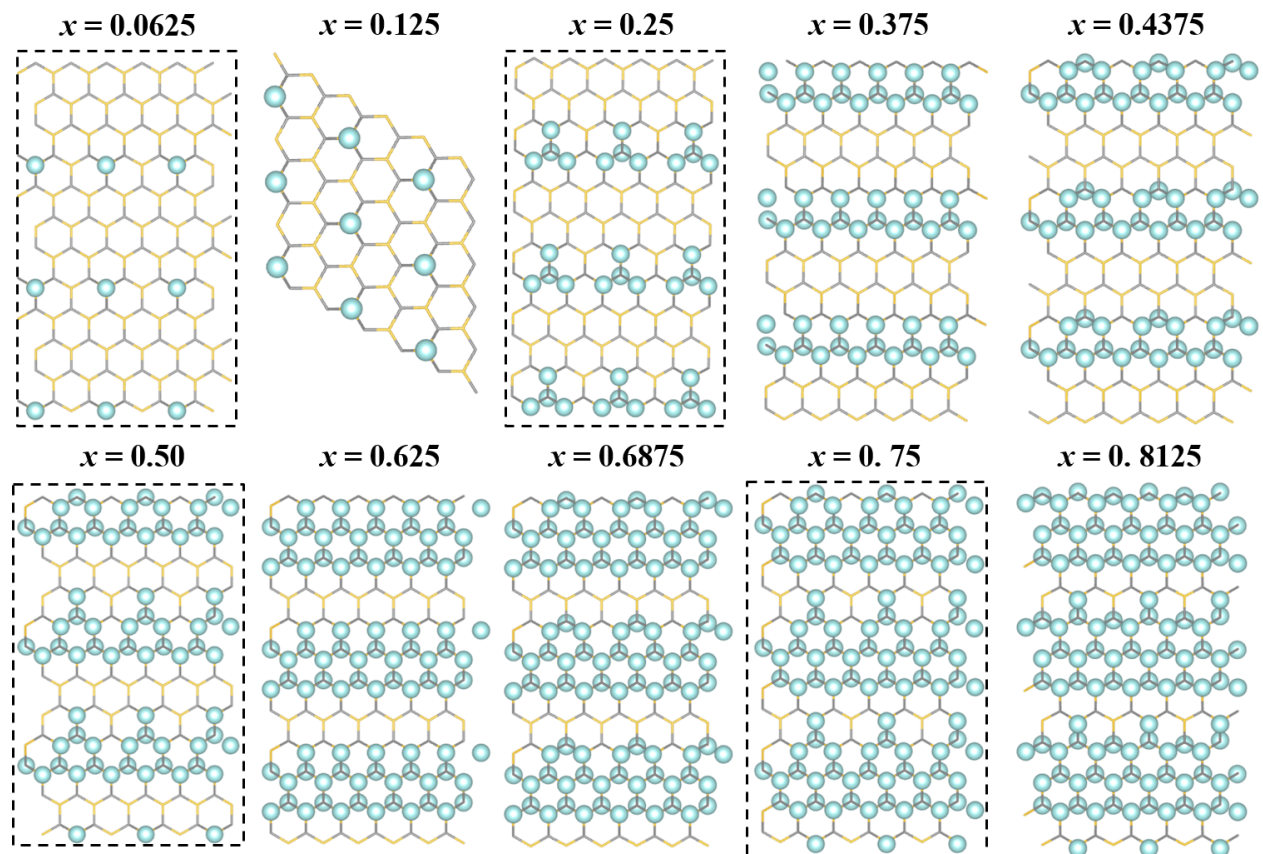 x = 0.0625
x = 0.125
x = 0.25
x = 0.375
x = 0.4375
x = 0.50
x = 0.625
x = 0.6875
x = 0. 75
x = 0. 8125